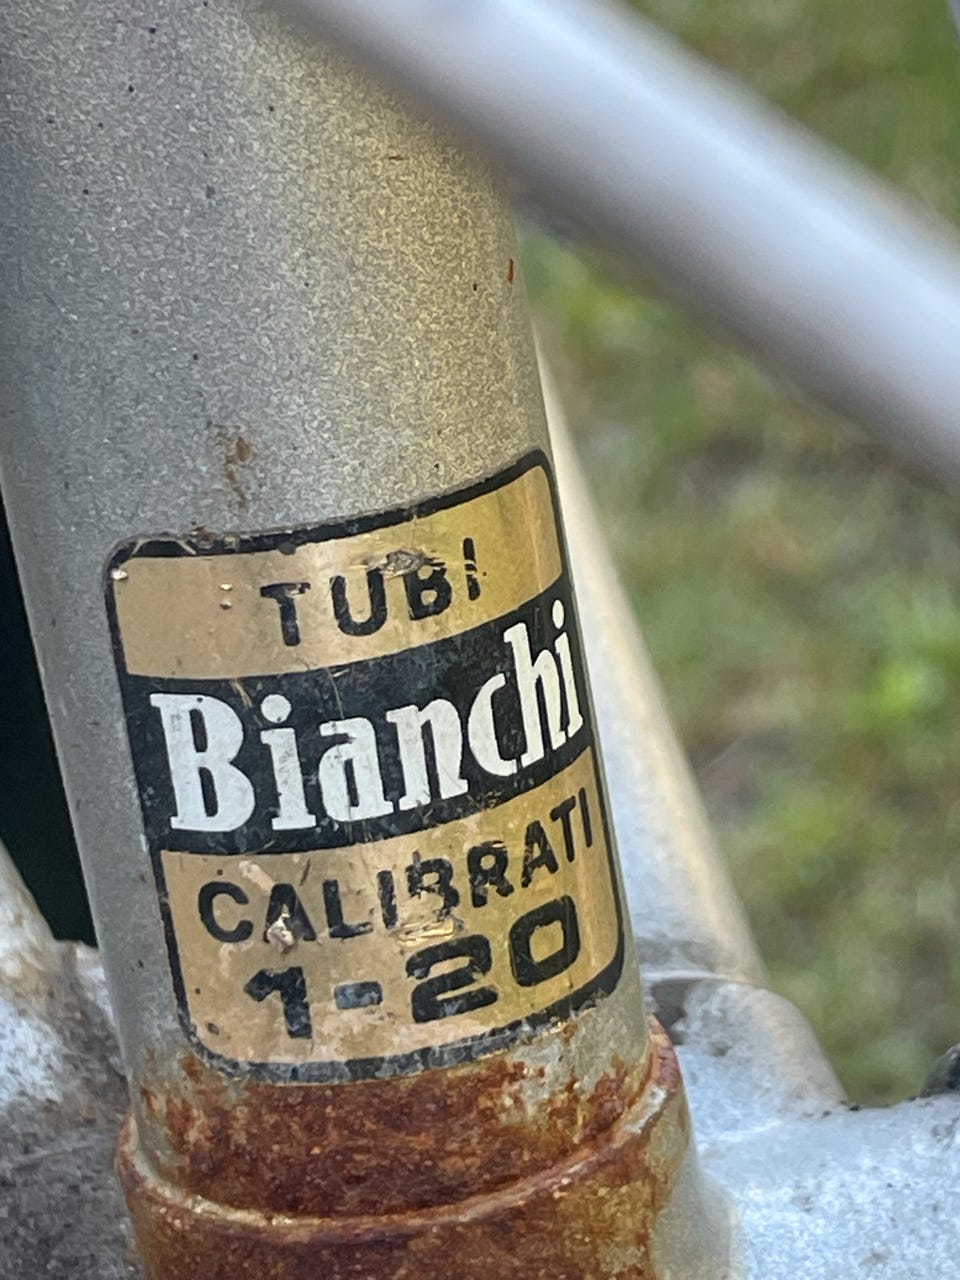 TUBI
Bianchi
CALIBRATI
1-20